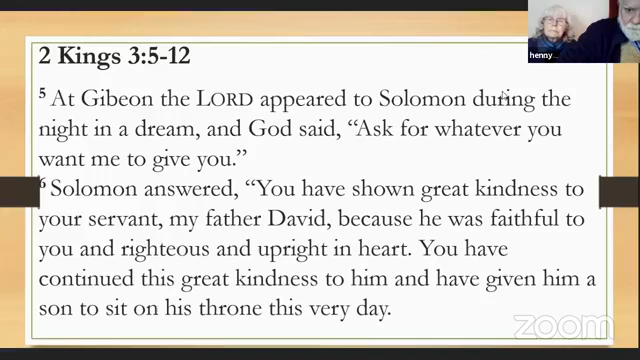 henny...
2 Kings 3:5-12
5 At Gibeon the LORD appeared to Solomon during the
night in a dream, and God said, “Ask for whatever you
want me to give you.”
6 Solomon answered, “You have shown great kindness to
your servant, my father David, because he was faithful to
you and righteous and upright in heart. You have
continued this great kindness to him and have given him a
son to sit on his throne this very day.
zoom